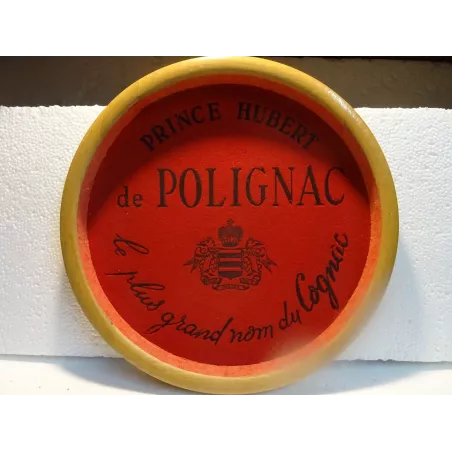 PRINCE HUBERT
de POLIGNAC
le plus grand nom du Cognac